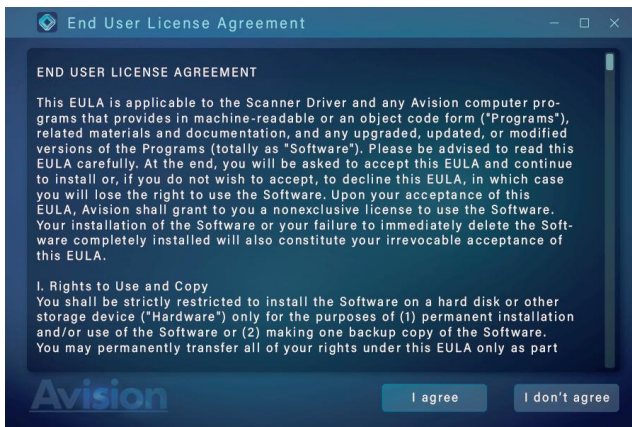 End User License Agreement
END USER LICENSE AGREEMENT
This EULA is applicable to the Scanner Driver and any Avision computer pro-
grams that provides in machine-readable or an object code form ("Programs"),
related materials and documentation, and any upgraded, updated, or modified
versions of the Programs (totally as "Software"). Please be advised to read this
EULA carefully. At the end, you will be asked to accept this EULA and continue
to install or, if you do not wish to accept, to decline this EULA, in which case
you will lose the right to use the Software. Upon your acceptance of this
EULA, Avision shall grant to you a nonexclusive license to use the Software.
Your installation of the Software or your failure to immediately delete the Soft-
ware completely installed will also constitute your irrevocable acceptance of
this EULA.
I. Rights to Use and Copy
You shall be strictly restricted to install the Software on a hard disk or other
storage device ("Hardware") only for the purposes of (1) permanent installation
and/or use of the Software or (2) making one backup copy of the Software.
You may permanently transfer all of your rights under this EULA only as part
Avision
I agree
I don't agree